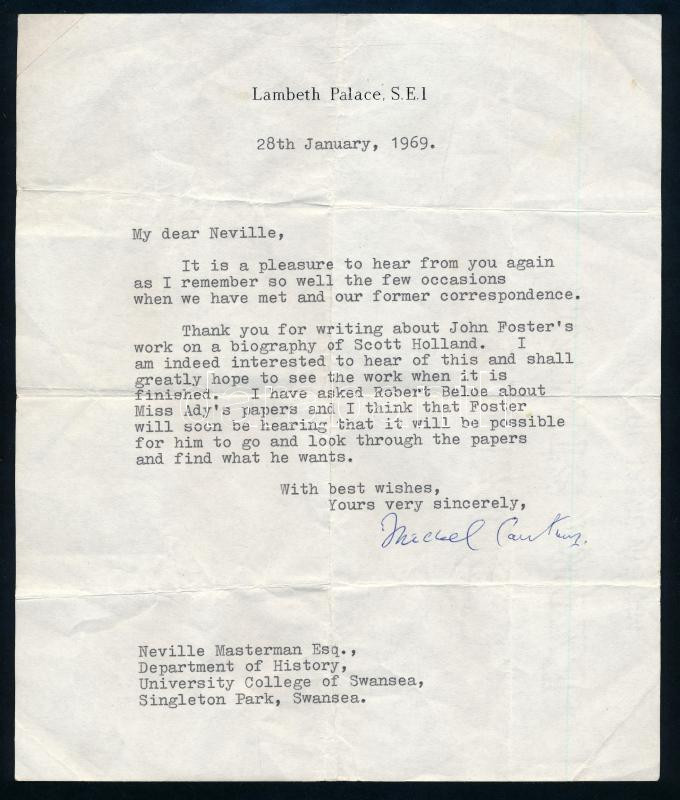 Lambeth Palace, S.E.1
28th January, 1969.
My dear Neville,
It is a pleasure to hear from you again
as I remember so well the few occasions
when we have met and our former correspondence.
Thank you for writing about John Foster's
work on a biography of Scott Holland. I
am indeed interested to hear of this and shall
greatly hope to see the work when it is
finished. I have asked Robert Beloe about
Miss Ady's papers and I think that Foster
will soon be hearing that it will be possible
for him to go and look through the papers
and find what he wants.
With best wishes,
Yours very sincerely,
Michael Cantuar.
Neville Masterman Esq.,
Department of History,
University College of Swansea,
Singleton Park, Swansea.